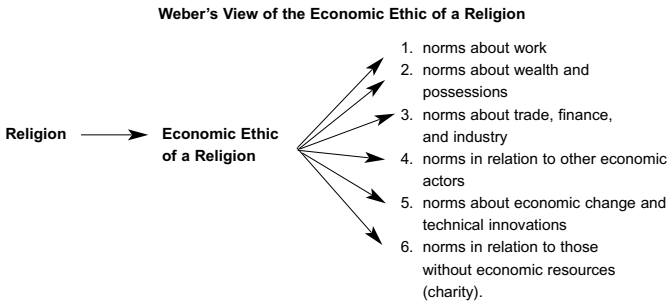 Weber's View of the Economic Ethic of a Religion
Religion
Economic Ethic
of a Religion
1. norms about work
2. norms about wealth and
possessions
3. norms about trade, finance,
and industry
4. norms in relation to other economic
actors
5. norms about economic change and
technical innovations
6. norms in relation to those
without economic resources
(charity).